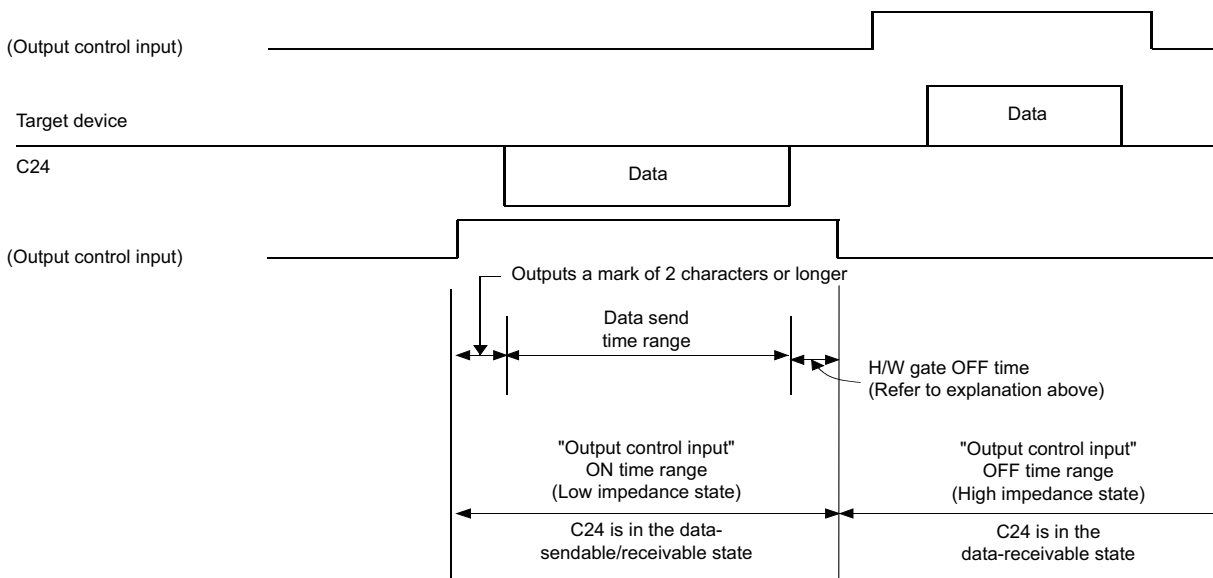 (Output control input)
Target device
Data
C24
Data
(Output control input)
Outputs a mark of 2 characters or longer
Data send
time range
H/W gate OFF time
(Refer to explanation above)
"Output control input"
ON time range
(Low impedance state)
"Output control input"
OFF time range
(High impedance state)
C24 is in the data-
sendable/receivable state
C24 is in the
data-receivable state